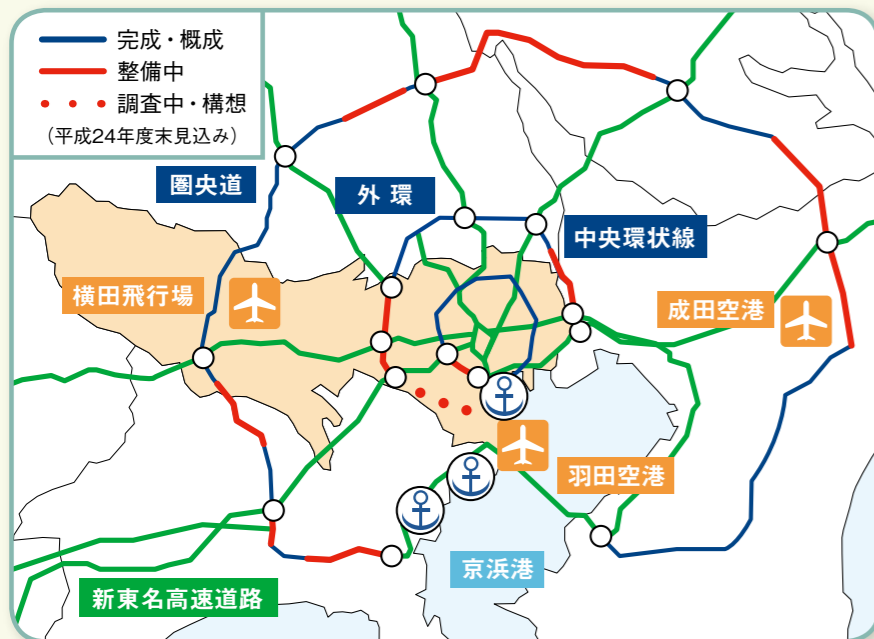 完成・概成
整備中
調査中・構想
（平成24年度末見込み）
圏央道
外 環
中央環状線
横田飛行場
成田空港
羽田空港
京浜港
新東名高速道路